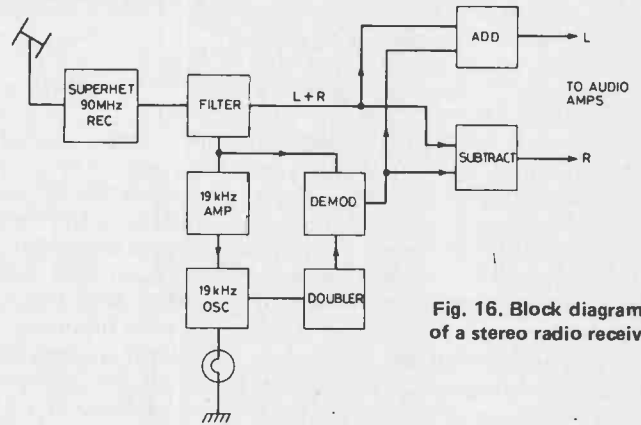 SUPERHET
90MHz
REC
FILTER
L+R
ADD
L
TO AUDIO
AMPS
SUBTRACT
R
19 kHz
AMP
DEMOD
19 kHz
OSC
DOUBLER
Fig. 16. Block diagram
of a stereo radio receiv